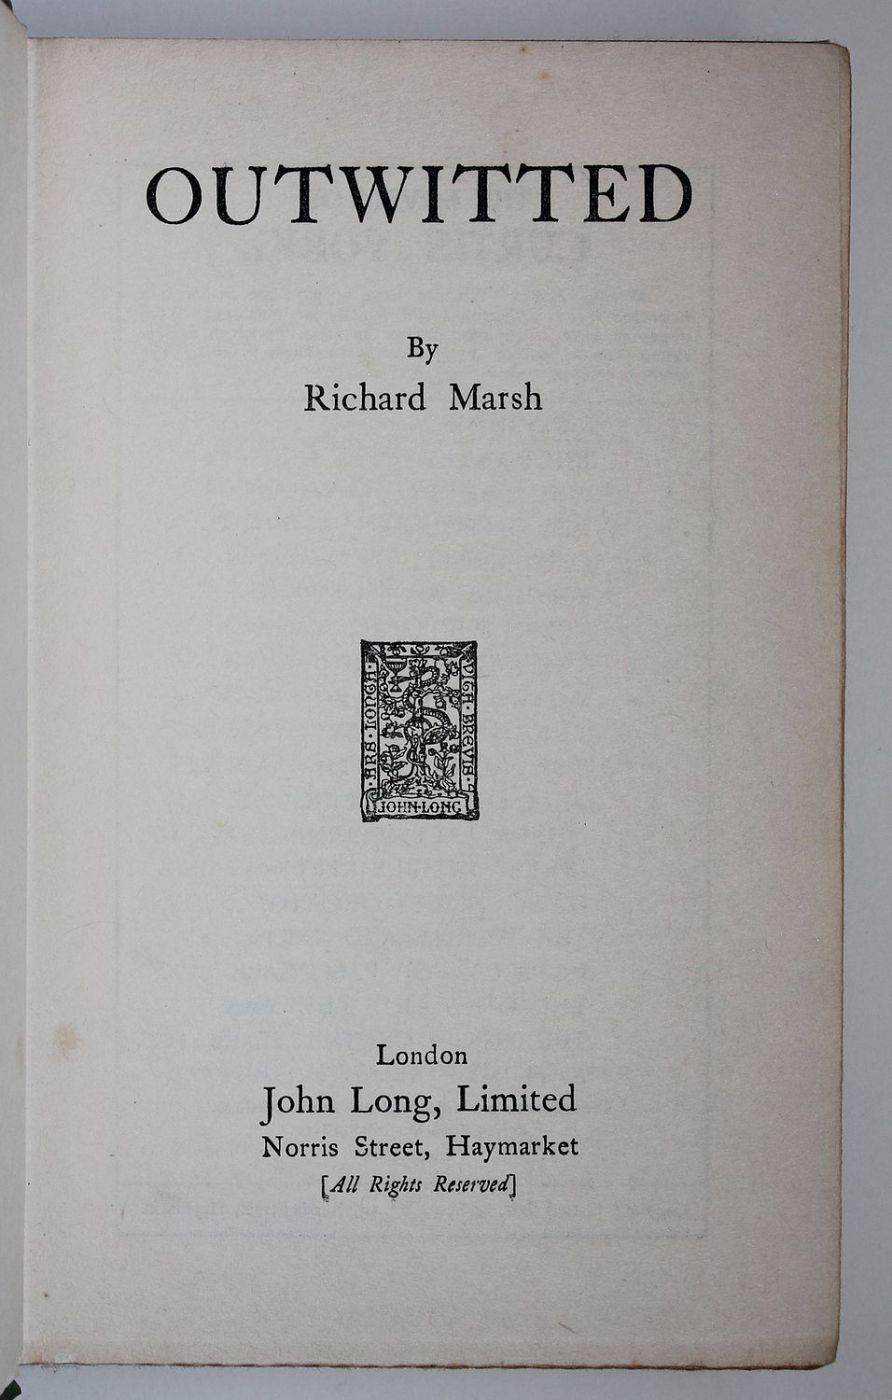 OUTWITTED
By
Richard Marsh
ARS · LONGA ·
VITA · BREVIS ·
JOHN · LONG
London
John Long, Limited
Norris Street, Haymarket
[All Rights Reserved]